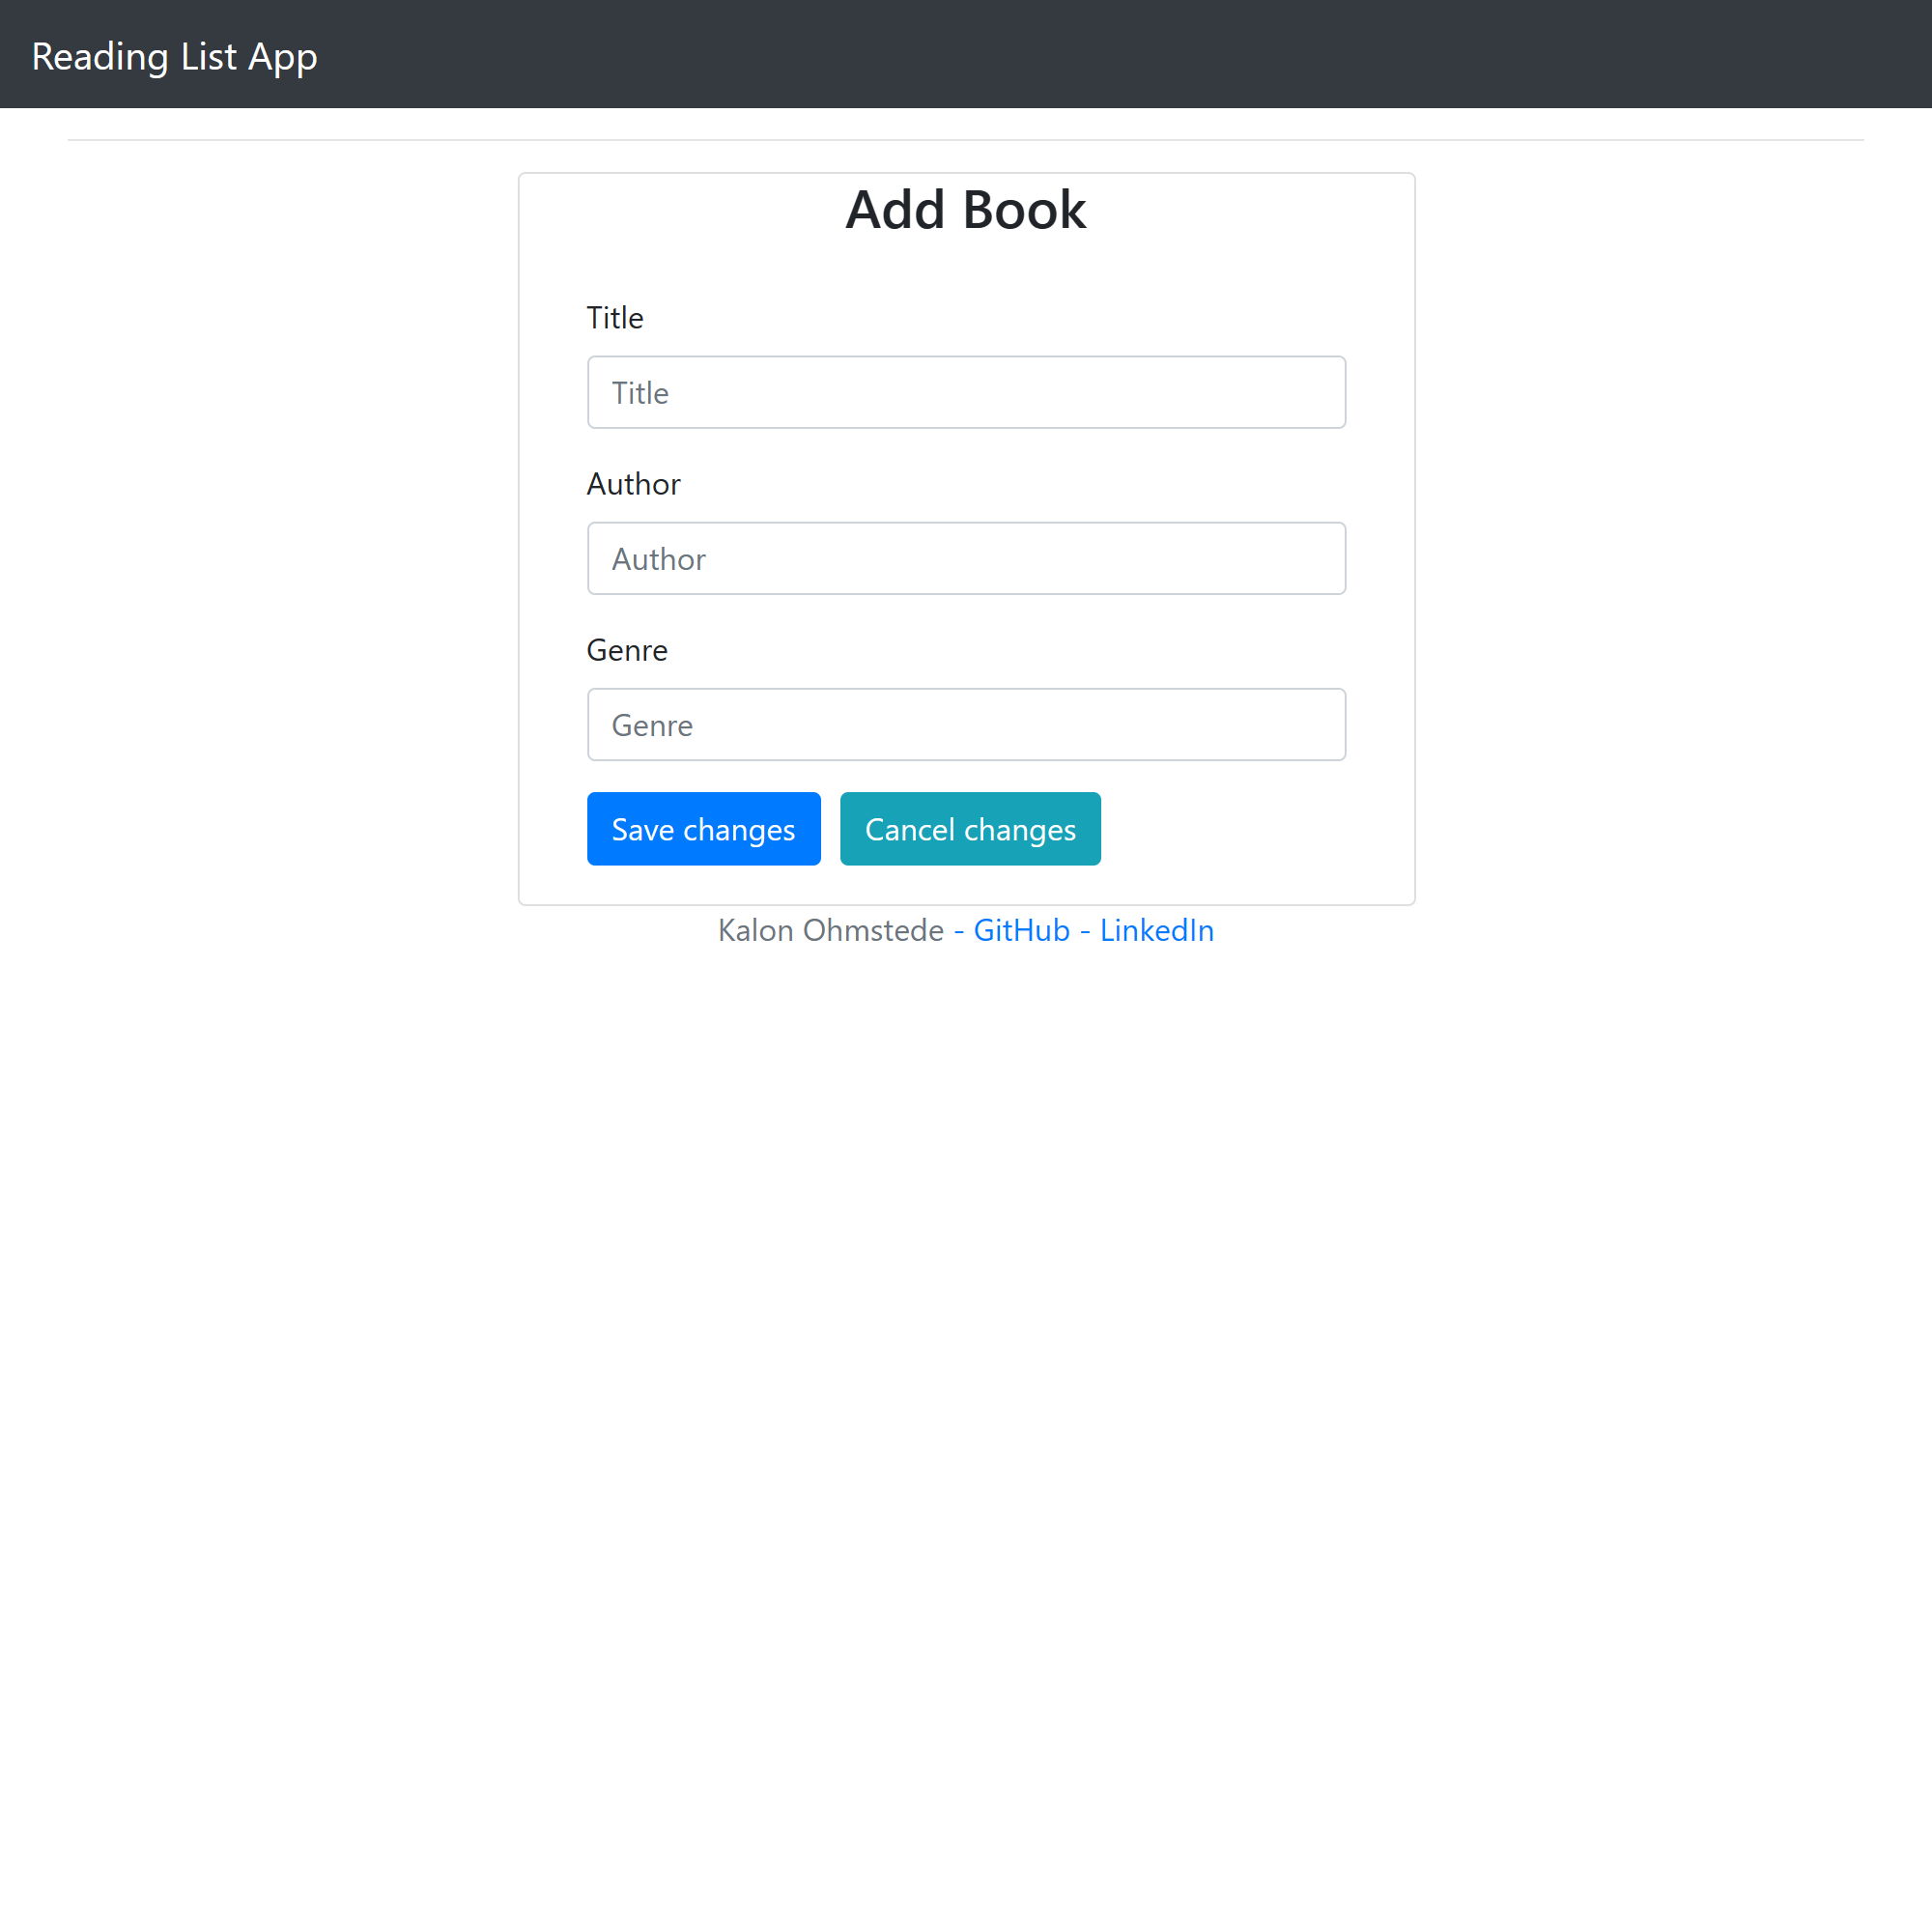 Reading List App
Add Book
Title
Title
Author
Author
Genre
Genre
Save changes Cancel changes
Kalon Ohmstede - GitHub - LinkedIn